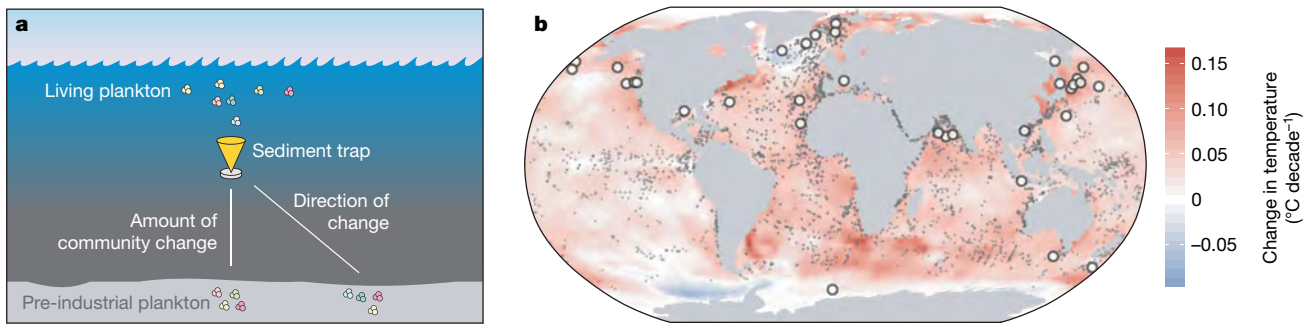 a
Living plankton
Sediment trap
Amount of
community change
Direction of
change
Pre-industrial plankton
b
0.15
0.10
0.05
0
−0.05
Change in temperature
(°C decade−1)